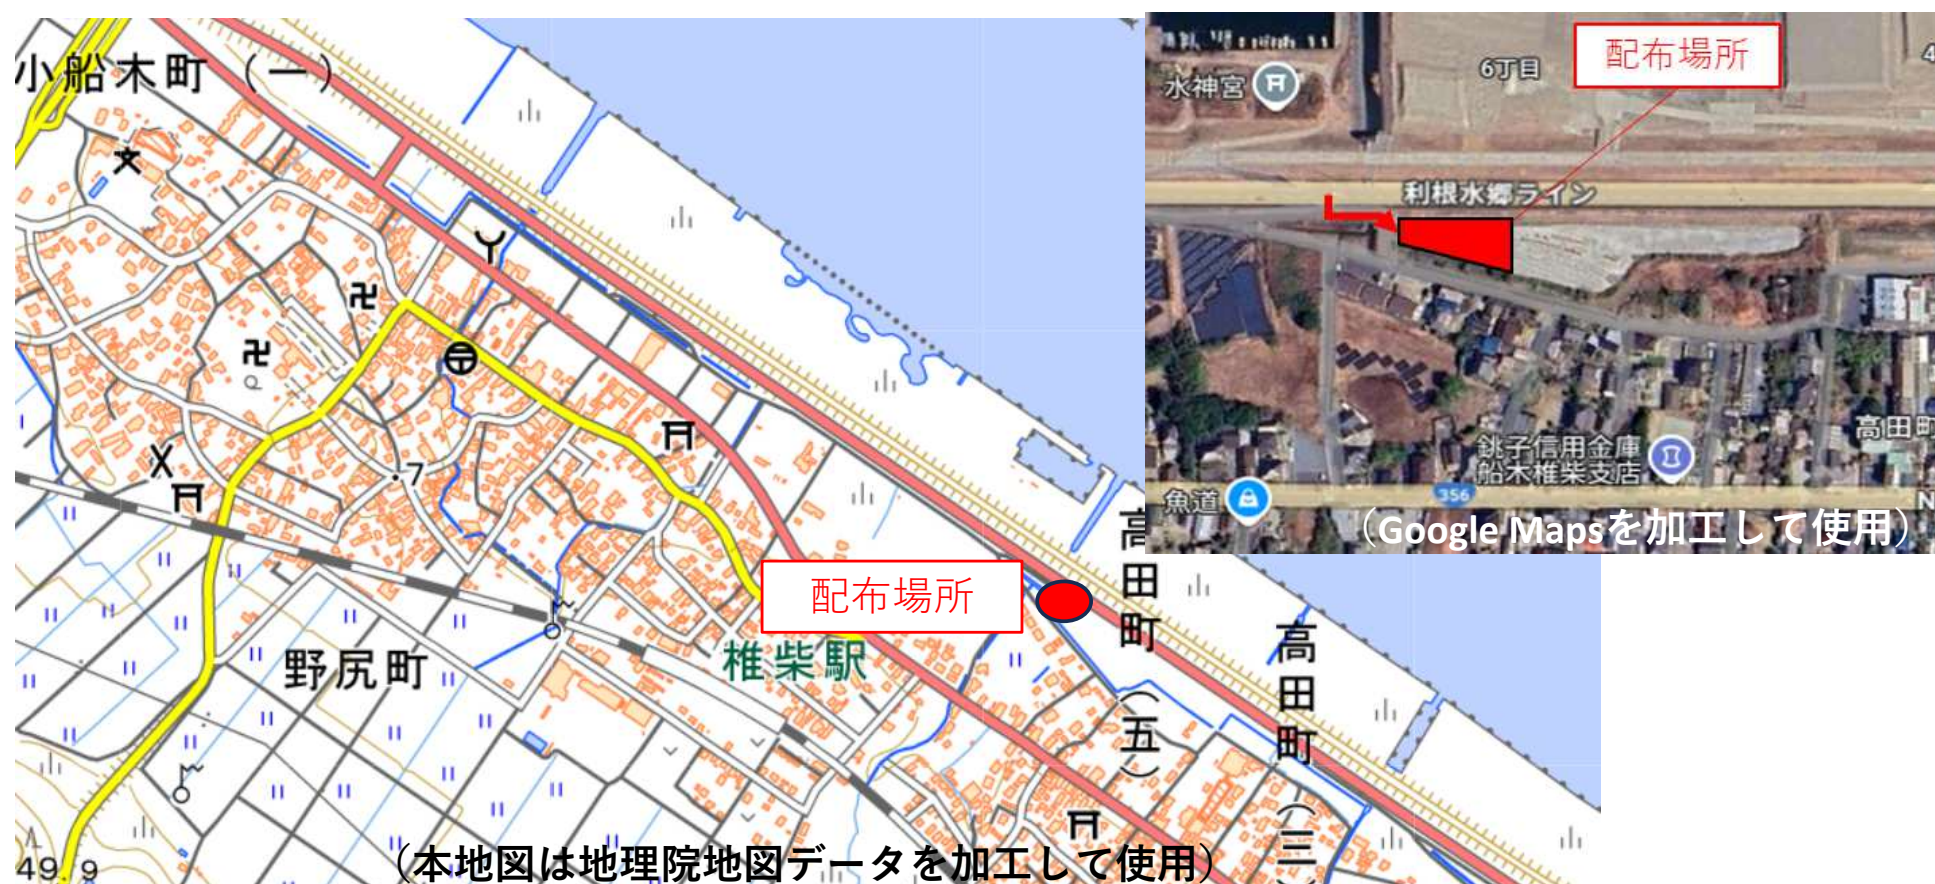 小船木町（一）
.7
野尻町
椎柴駅
配布場所
高田町（五）
高田町（三）
49.9
（本地図は地理院地図データを加工して使用）
配布場所
6丁目
4
水神宮
利根水郷ライン
高田町
銚子信用金庫
船木椎柴支店
魚道
356
N
（Google Mapsを加工して使用）